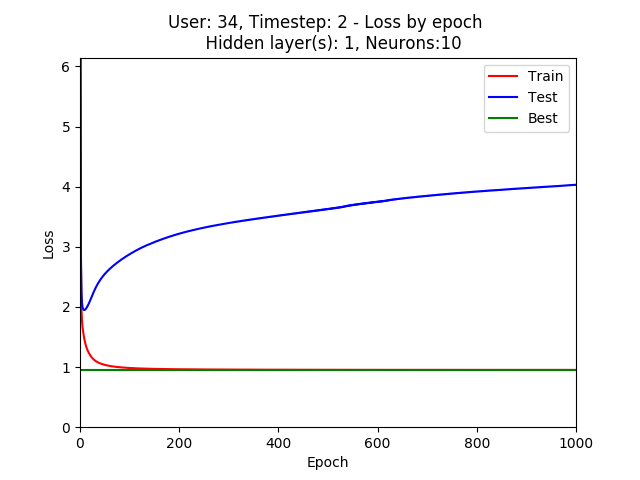 User: 34, Timestep: 2 - Loss by epoch
Hidden layer(s): 1, Neurons:10
Train
Test
Best
6
5
4
3
2
1
0
Loss
0
200
400
600
800
1000
Epoch